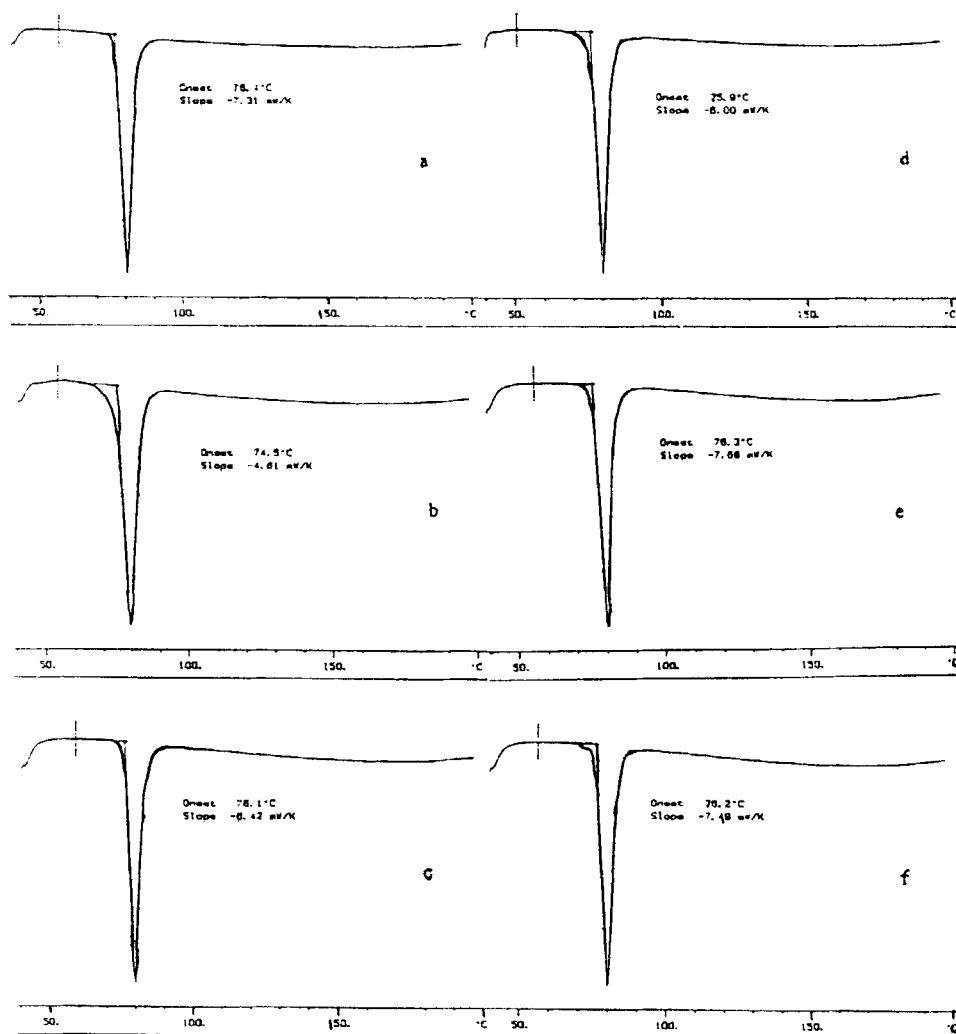 Onset 76.4°C
Slope -7.31 mW/K
a
50. 100. 150. °C
Onset 75.9°C
Slope -6.00 mW/K
d
50. 100. 150. °C
Onset 74.5°C
Slope -4.61 mW/K
b
50. 100. 150. °C
Onset 76.3°C
Slope -7.66 mW/K
e
50. 100. 150. °C
Onset 76.1°C
Slope -6.42 mW/K
c
50. 100. 150. °C
Onset 76.2°C
Slope -7.48 mW/K
f
50. 100. 150. °C